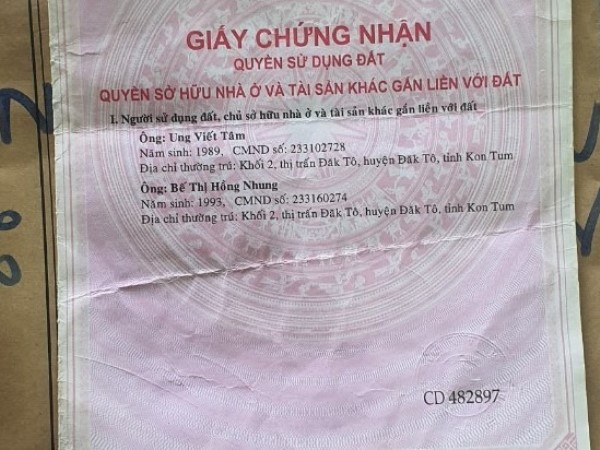 GIẤY CHỨNG NHẬN
QUYỀN SỬ DỤNG ĐẤT
QUYỀN SỞ HỮU NHÀ Ở VÀ TÀI SẢN KHÁC GẮN LIỀN VỚI ĐẤT
I. Người sử dụng đất, chủ sở hữu nhà ở và tài sản khác gắn liền với đất
Ông: Ung Viết Tâm
Năm sinh: 1989, CMND số: 233102728
Địa chỉ thường trú: Khối 2, thị trấn Đăk Tô, huyện Đăk Tô, tỉnh Kon Tum
Ông: Bế Thị Hồng Nhung
Năm sinh: 1993, CMND số: 233160274
Địa chỉ thường trú: Khối 2, thị trấn Đăk Tô, huyện Đăk Tô, tỉnh Kon Tum
CD 482897